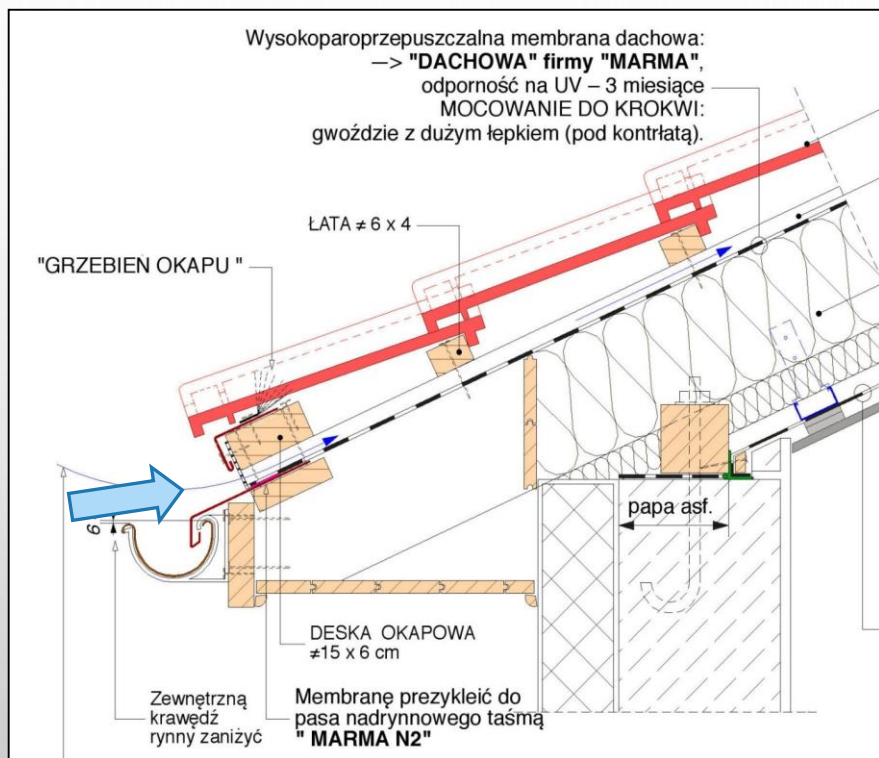 Wysokoparoprzepuszczalna membrana dachowa:
—> "DACHOWA" firmy "MARMA",
odporność na UV – 3 miesiące
MOCOWANIE DO KROKWI:
gwoździe z dużym łepkiem (pod kontrłatą).
ŁATA ≠ 6 x 4
"GRZEBIEŃ OKAPU "
6
papa asf.
DESKA OKAPOWA
≠15 x 6 cm
Zewnętrzną
krawędź
rynny zaniżyć
Membranę prezykleić do
pasa nadrynnowego taśmą
" MARMA N2"